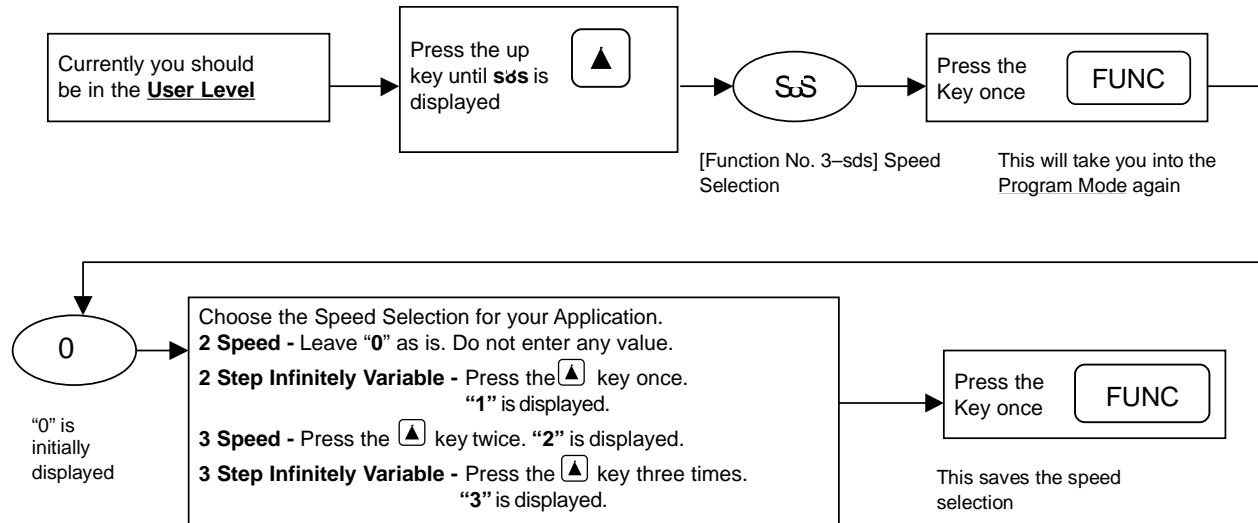 Currently you should
be in the User Level
Press the up
key until sds is
displayed
SdS
Press the
Key once
FUNC
[Function No. 3–sds] Speed
Selection
This will take you into the
Program Mode again
0
“0” is
initially
displayed
Choose the Speed Selection for your Application.
2 Speed - Leave “0” as is. Do not enter any value.
2 Step Infinitely Variable - Press the key once.
“1” is displayed.
3 Speed - Press the key twice. “2” is displayed.
3 Step Infinitely Variable - Press the key three times.
“3” is displayed.
Press the
Key once
FUNC
This saves the speed
selection